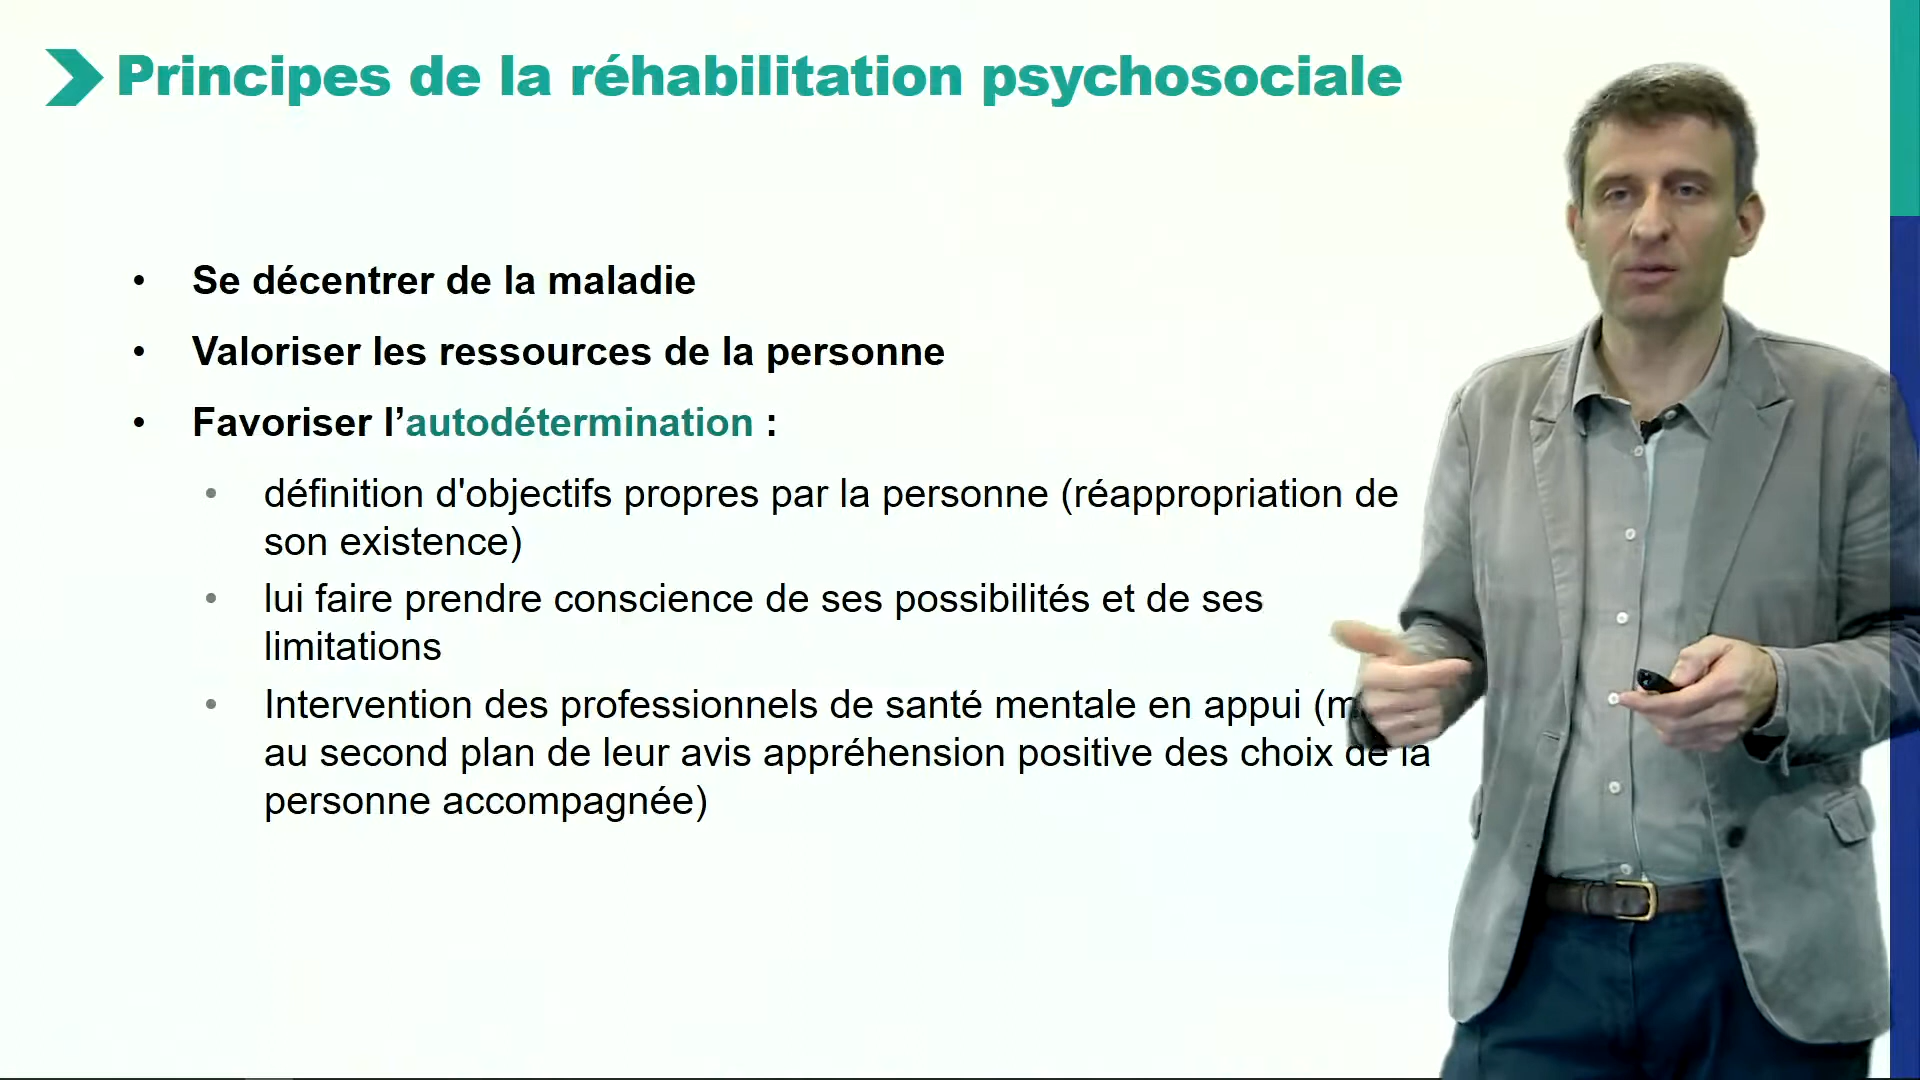 Principes de la réhabilitation psychosociale
• Se décentrer de la maladie
• Valoriser les ressources de la personne
• Favoriser l’autodétermination :
• définition d'objectifs propres par la personne (réappropriation de
son existence)
• lui faire prendre conscience de ses possibilités et de ses
limitations
• Intervention des professionnels de santé mentale en appui
au second plan de leur avis appréhension positive des choix de la
personne accompagnée)